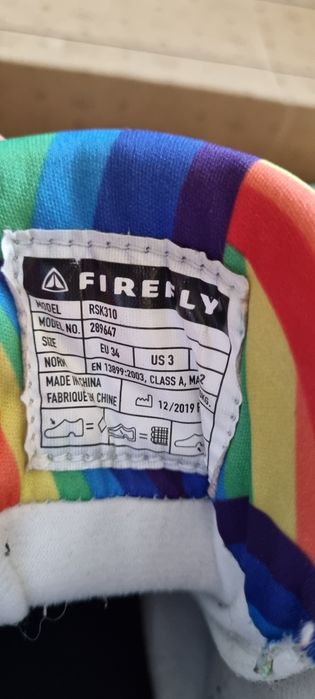 FIREFLY
MODEL RSK310
MODEL NO. 289647
SIZE EU 34 US 3
NORM EN 13899:2003, CLASS A,
MADE IN CHINA
FABRIQUÉ EN CHINE 12/2019